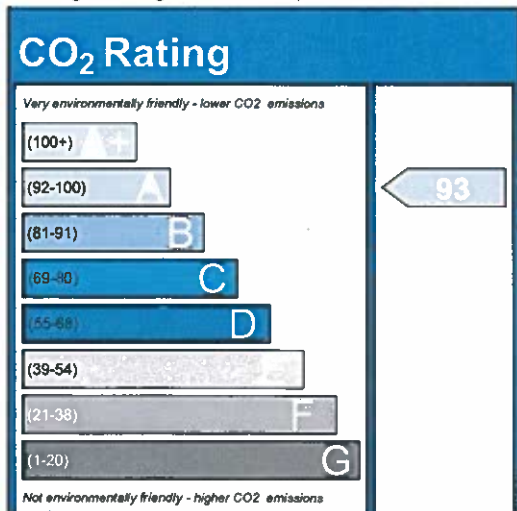 CO₂ Rating
Very environmentally friendly - lower CO2 emissions
(100+) A+
(92-100) A
93
(81-91) B
(69-80) C
(55-68) D
(39-54)
(21-38) F
(1-20) G
Not environmentally friendly - higher CO2 emissions